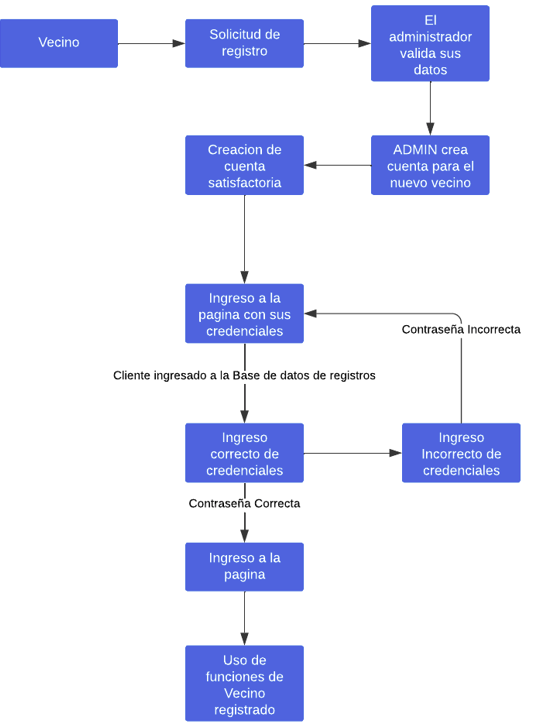 Vecino
Solicitud de
registro
El
administrador
valida sus
datos
Creacion de
cuenta
satisfactoria
ADMIN crea
cuenta para el
nuevo vecino
Ingreso a la
pagina con sus
credenciales
Contraseña Incorrecta
Cliente ingresado a la Base de datos de registros
Ingreso
correcto de
credenciales
Ingreso
Incorrecto de
credenciales
Contraseña Correcta
Ingreso a la
pagina
Uso de
funciones de
Vecino
registrado